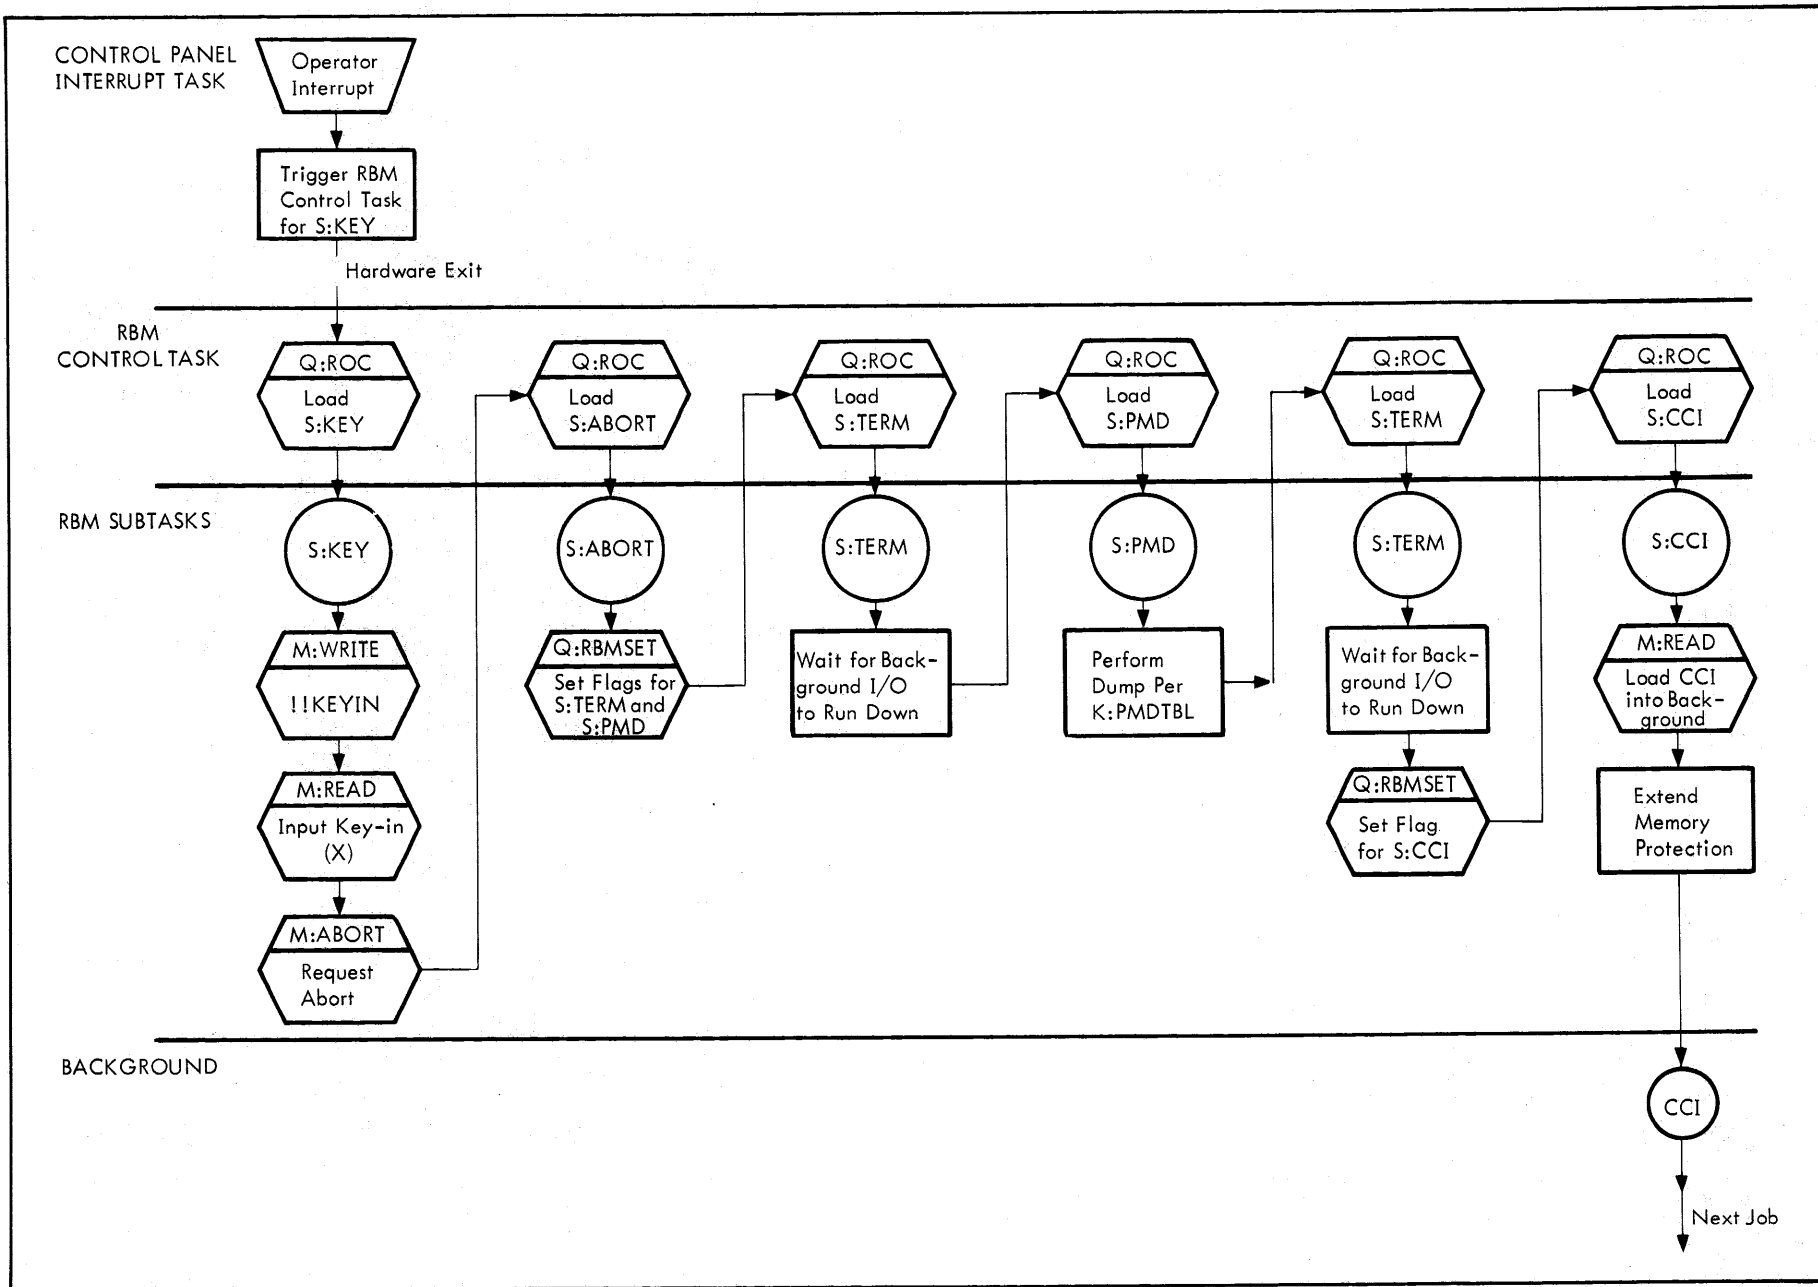 CONTROL PANEL
INTERRUPT TASK
Operator
Interrupt
Trigger RBM
Control Task
for S:KEY
Hardware Exit
RBM
CONTROL TASK
Q:ROC
Load
S:KEY
Q:ROC
Load
S:ABORT
Q:ROC
Load
S:TERM
Q:ROC
Load
S:PMD
Q:ROC
Load
S:TERM
Q:ROC
Load
S:CCI
RBM SUBTASKS
S:KEY
S:ABORT
S:TERM
S:PMD
S:TERM
S:CCI
M:WRITE
!!KEYIN
Q:RBMSET
Set Flags for
S:TERM and
S:PMD
Wait for Back-
ground I/O
to Run Down
Perform
Dump Per
K:PMDTBL
Wait for Back-
ground I/O
to Run Down
M:READ
Load CCI
into Back-
ground
M:READ
Input Key-in
(X)
Q:RBMSET
Set Flag
for S:CCI
Extend
Memory
Protection
M:ABORT
Request
Abort
BACKGROUND
CCI
Next Job